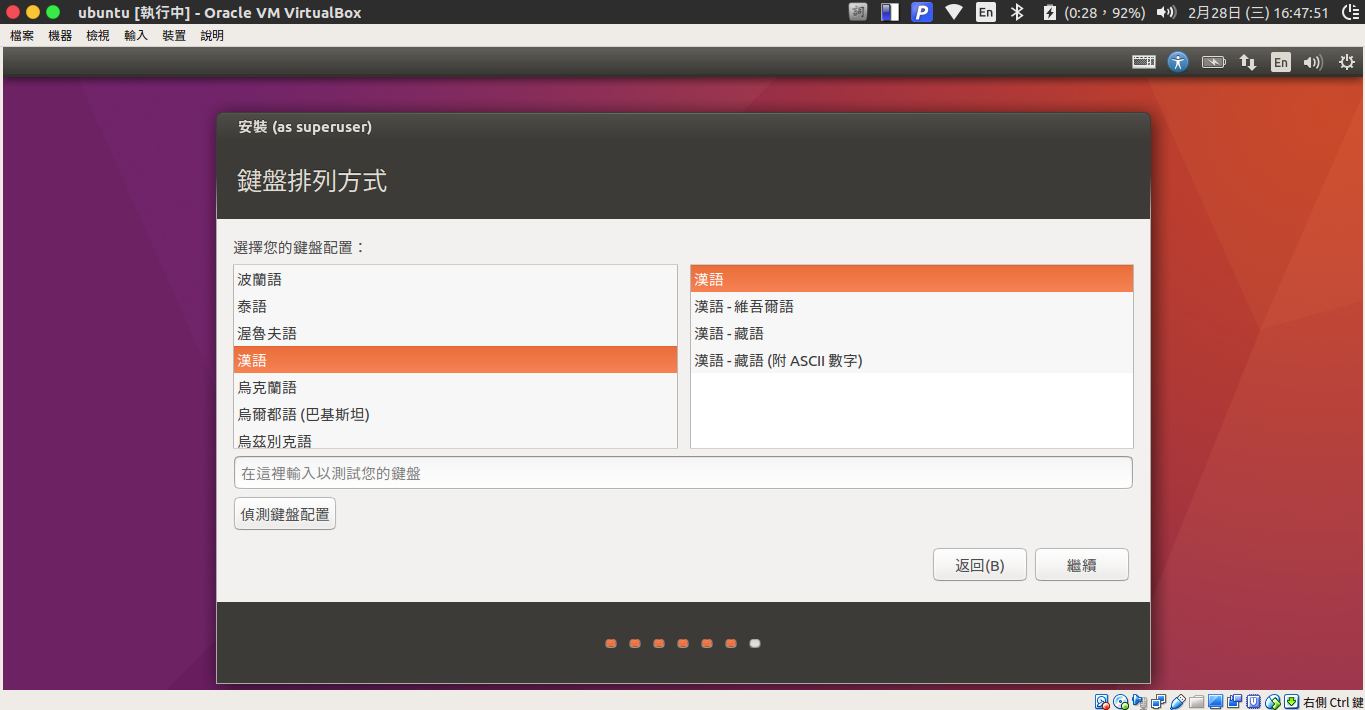 ubuntu [執行中] - Oracle VM VirtualBox
En (0:28，92%) 2月28日 (三) 16:47:51
檔案 機器 檢視 輸入 裝置 說明
En
安裝 (as superuser)
鍵盤排列方式
選擇您的鍵盤配置：
波蘭語
泰語
渥魯夫語
漢語
烏克蘭語
烏爾都語 (巴基斯坦)
烏茲別克語
漢語
漢語 - 維吾爾語
漢語 - 藏語
漢語 - 藏語 (附 ASCII 數字)
在這裡輸入以測試您的鍵盤
偵測鍵盤配置
返回(B) 繼續
右側 Ctrl 鍵